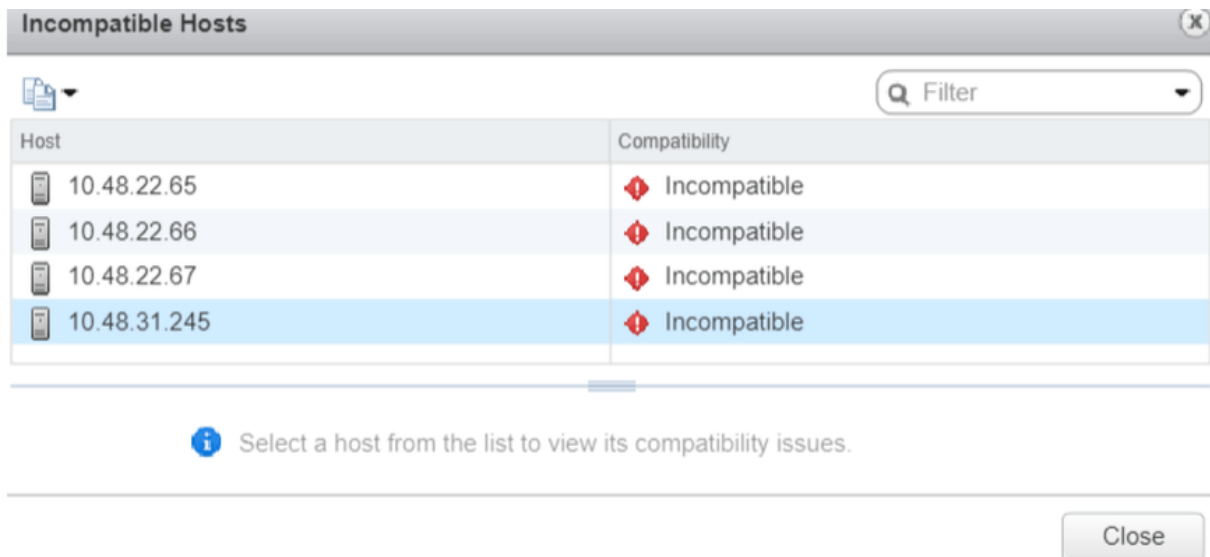 Incompatible Hosts
Filter
Host Compatibility
10.48.22.65 Incompatible
10.48.22.66 Incompatible
10.48.22.67 Incompatible
10.48.31.245 Incompatible
Select a host from the list to view its compatibility issues.
Close